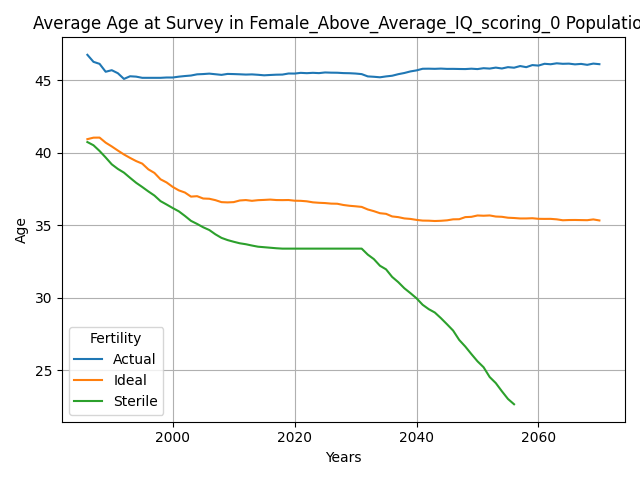 Average Age at Survey in Female_Above_Average_IQ_scoring_0 Populatio
Age
45
40
35
30
25
Fertility
Actual
Ideal
Sterile
2000 2020 2040 2060
Years